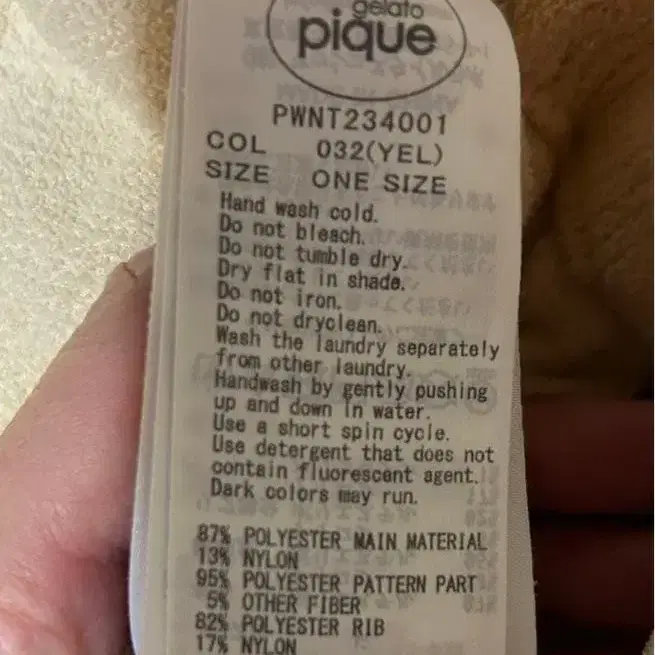 gelato
pique
PWNT234001
COL 032(YEL)
SIZE ONE SIZE
Hand wash cold.
Do not bleach.
Do not tumble dry.
Dry flat in shade.
Do not iron.
Do not dryclean.
Wash the laundry separately
from other laundry.
Handwash by gently pushing
up and down in water.
Use a short spin cycle.
Use detergent that does not
contain fluorescent agent.
Dark colors may run.
87% POLYESTER MAIN MATERIAL
13% NYLON
95% POLYESTER PATTERN PART
5% OTHER FIBER
82% POLYESTER RIB
17% NYLON